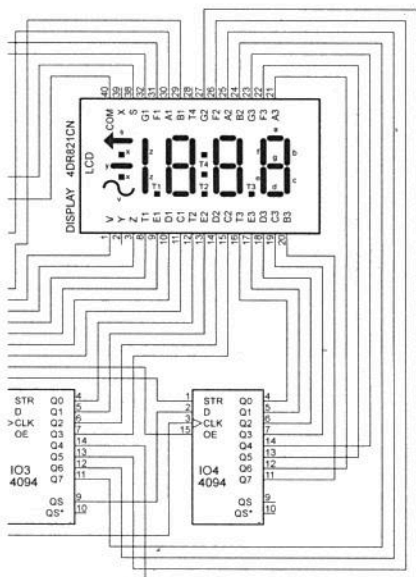 40 39 38 32 31 30 29 28 27 26 25 24 23 22 21
COM X S G1 F1 A1 B1 T4 G2 F2 A2 B2 G3 F3 A3
DISPLAY 4DR821CN
LCD
s a
x z T4 f b
y g
x z e c
v T1 T2 T3 d
V Y Z T1 E1 D1 C1 T2 E2 D2 C2 T3 E3 D3 C3 B3
1 2 3 8 9 10 11 12 13 14 15 16 17 18 19 20
STR Q0 4
D Q1 5
CLK Q2 6
OE Q3 7
Q4 14
Q5 13
IO3 Q6 12
4094 Q7 11
QS 9
QS* 10
1 STR Q0 4
2 D Q1 5
3 CLK Q2 6
15 OE Q3 7
Q4 14
Q5 13
IO4 Q6 12
4094 Q7 11
QS 9
QS* 10